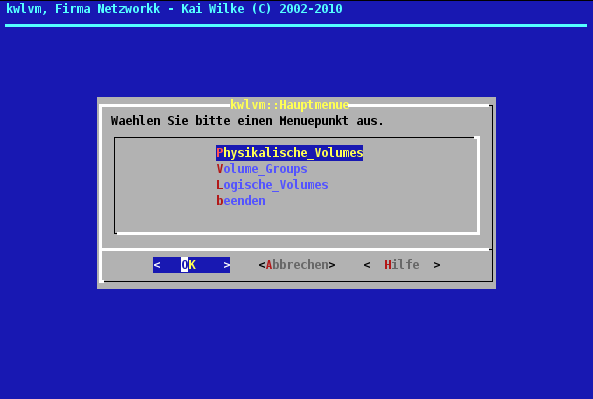 kwlvm, Firma Netzworkk - Kai Wilke (C) 2002-2010
kwlvm::Hauptmenue
Waehlen Sie bitte einen Menuepunkt aus.
Physikalische_Volumes
Volume_Groups
Logische_Volumes
beenden
< OK > <Abbrechen> < Hilfe >